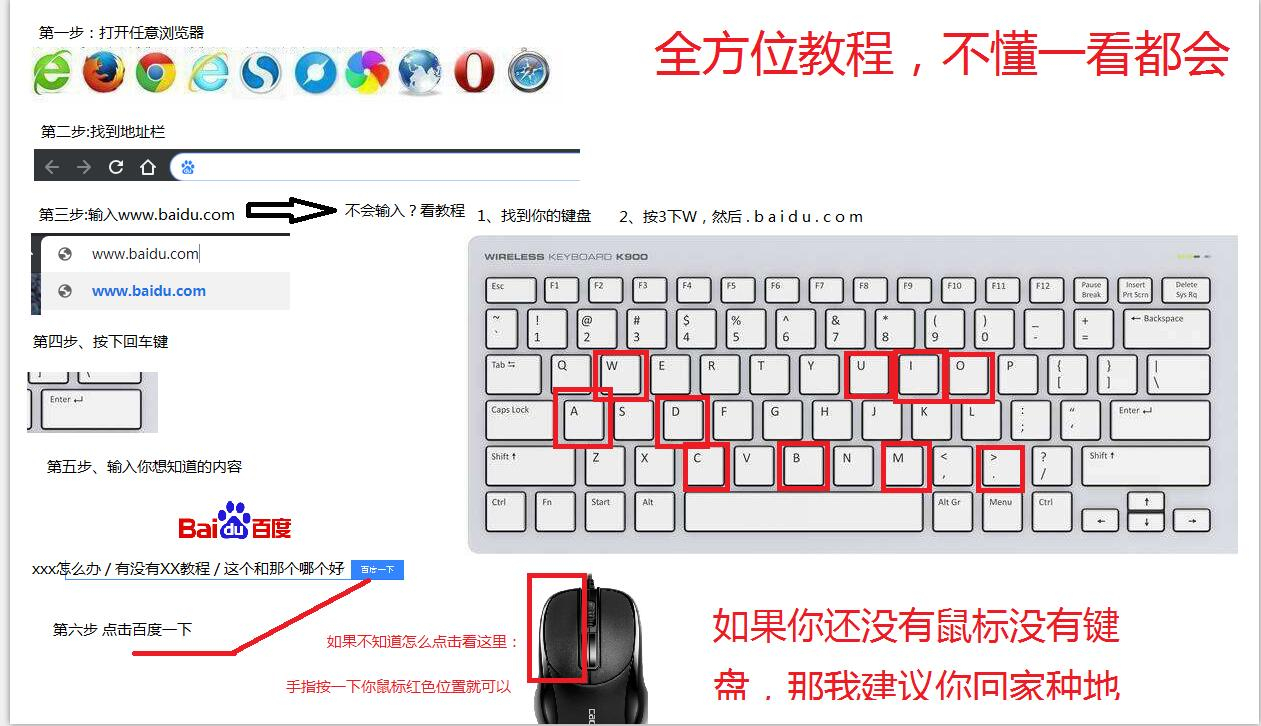 第一步：打开任意浏览器
全方位教程，不懂一看都会
第二步:找到地址栏
第三步:输入www.baidu.com
不会输入？看教程
1、找到你的键盘
2、按3下W，然后.baidu.com
www.baidu.com
www.baidu.com
第四步、按下回车键
Enter
WIRELESS KEYBOARD K900
Esc F1 F2 F3 F4 F5 F6 F7 F8 F9 F10 F11 F12 Pause Break Insert Prt Scrn Delete Sys Rq
~ ` ! 1 @ 2 # 3 $ 4 % 5 ^ 6 & 7 * 8 ( 9 ) 0 _ - + = ← Backspace
Tab Q W E R T Y U I O P { [ } ] | \
Caps Lock A S D F G H J K L : ; “ ‘ Enter
Shift ↑ Z X C V B N M < , > . ? / Shift ↑
Ctrl Fn Start Alt Alt Gr Menu Ctrl ← ↑ ↓ →
第五步、输入你想知道的内容
Bai du 百度
xxx怎么办 / 有没有XX教程 / 这个和那个哪个好
百度一下
第六步 点击百度一下
如果不知道怎么点击看这里：
手指按一下你鼠标红色位置就可以
如果你还没有鼠标没有键
盘，那我建议你回家种地